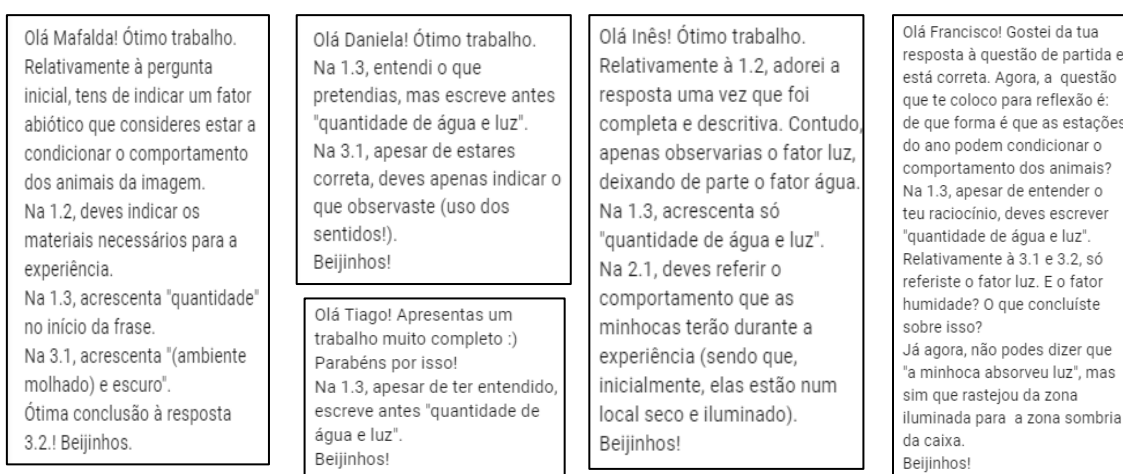 Olá Mafalda! Ótimo trabalho.
Relativamente à pergunta
inicial, tens de indicar um fator
abiótico que consideres estar a
condicionar o comportamento
dos animais da imagem.
Na 1.2, deves indicar os
materiais necessários para a
experiência.
Na 1.3, acrescenta "quantidade"
no início da frase.
Na 3.1, acrescenta "(ambiente
molhado) e escuro".
Ótima conclusão à resposta
3.2.! Beijinhos.
Olá Daniela! Ótimo trabalho.
Na 1.3, entendi o que
pretendias, mas escreve antes
"quantidade de água e luz".
Na 3.1, apesar de estares
correta, deves apenas indicar o
que observaste (uso dos
sentidos!).
Beijinhos!
Olá Tiago! Apresentas um
trabalho muito completo :)
Parabéns por isso!
Na 1.3, apesar de ter entendido,
escreve antes "quantidade de
água e luz".
Beijinhos!
Olá Inês! Ótimo trabalho.
Relativamente à 1.2, adorei a
resposta uma vez que foi
completa e descritiva. Contudo,
apenas observarias o fator luz,
deixando de parte o fator água.
Na 1.3, acrescenta só
"quantidade de água e luz".
Na 2.1, deves referir o
comportamento que as
minhocas terão durante a
experiência (sendo que,
inicialmente, elas estão num
local seco e iluminado).
Beijinhos!
Olá Francisco! Gostei da tua
resposta à questão de partida e
está correta. Agora, a questão
que te coloco para reflexão é:
de que forma é que as estações
do ano podem condicionar o
comportamento dos animais?
Na 1.3, apesar de entender o
teu raciocínio, deves escrever
"quantidade de água e luz".
Relativamente à 3.1 e 3.2, só
referiste o fator luz. E o fator
humidade? O que concluíste
sobre isso?
Já agora, não podes dizer que
"a minhoca absorveu luz", mas
sim que rastejou da zona
iluminada para a zona sombria
da caixa.
Beijinhos!